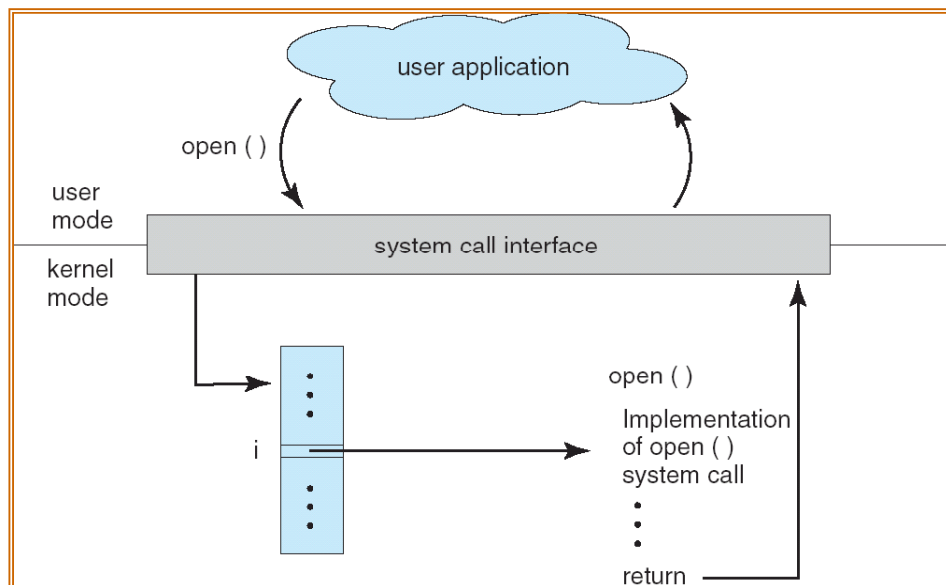 user application
open ( )
user
mode
system call interface
kernel
mode
open ( )
i
Implementation
of open ( )
system call
return